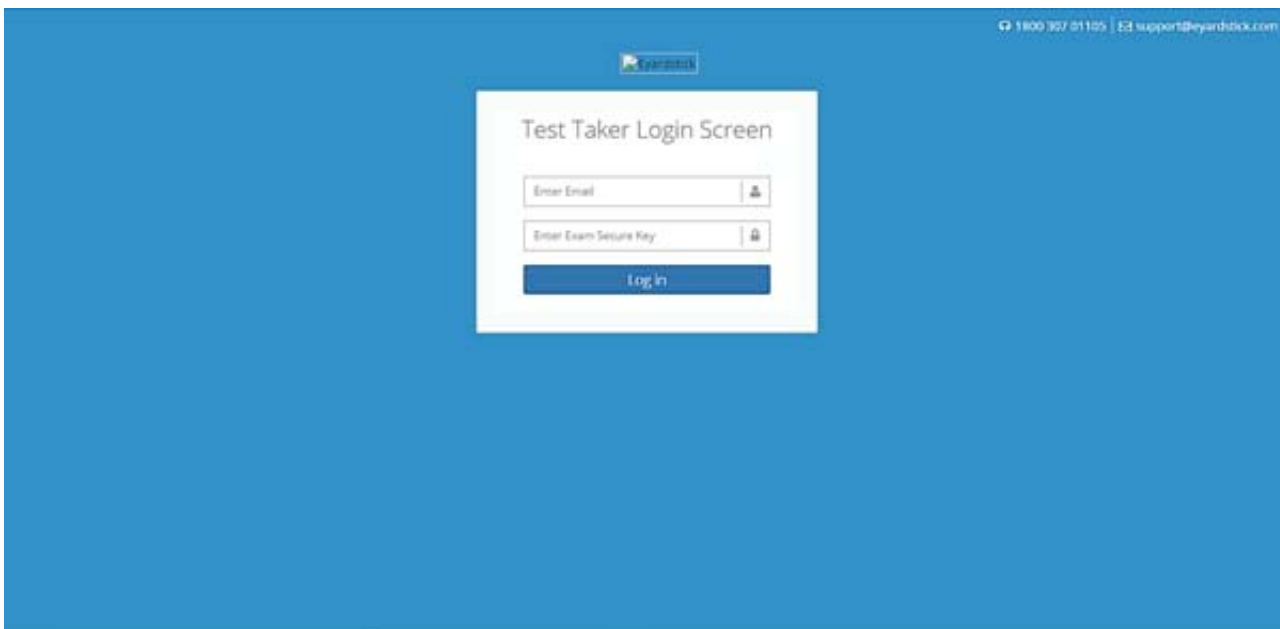 1800 307 01105 | support@eyardstick.com
Eyardstick
Test Taker Login Screen
Enter Email
Enter Exam Secure Key
Log in